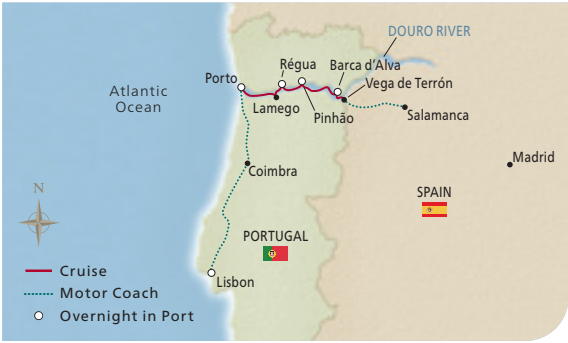 DOURO RIVER
Régua
Barca d'Alva
Porto
Vega de Terrón
Atlantic
Ocean
Lamego
Pinhão
Salamanca
Madrid
Coimbra
N
SPAIN
PORTUGAL
Lisbon
Cruise
Motor Coach
Overnight in Port